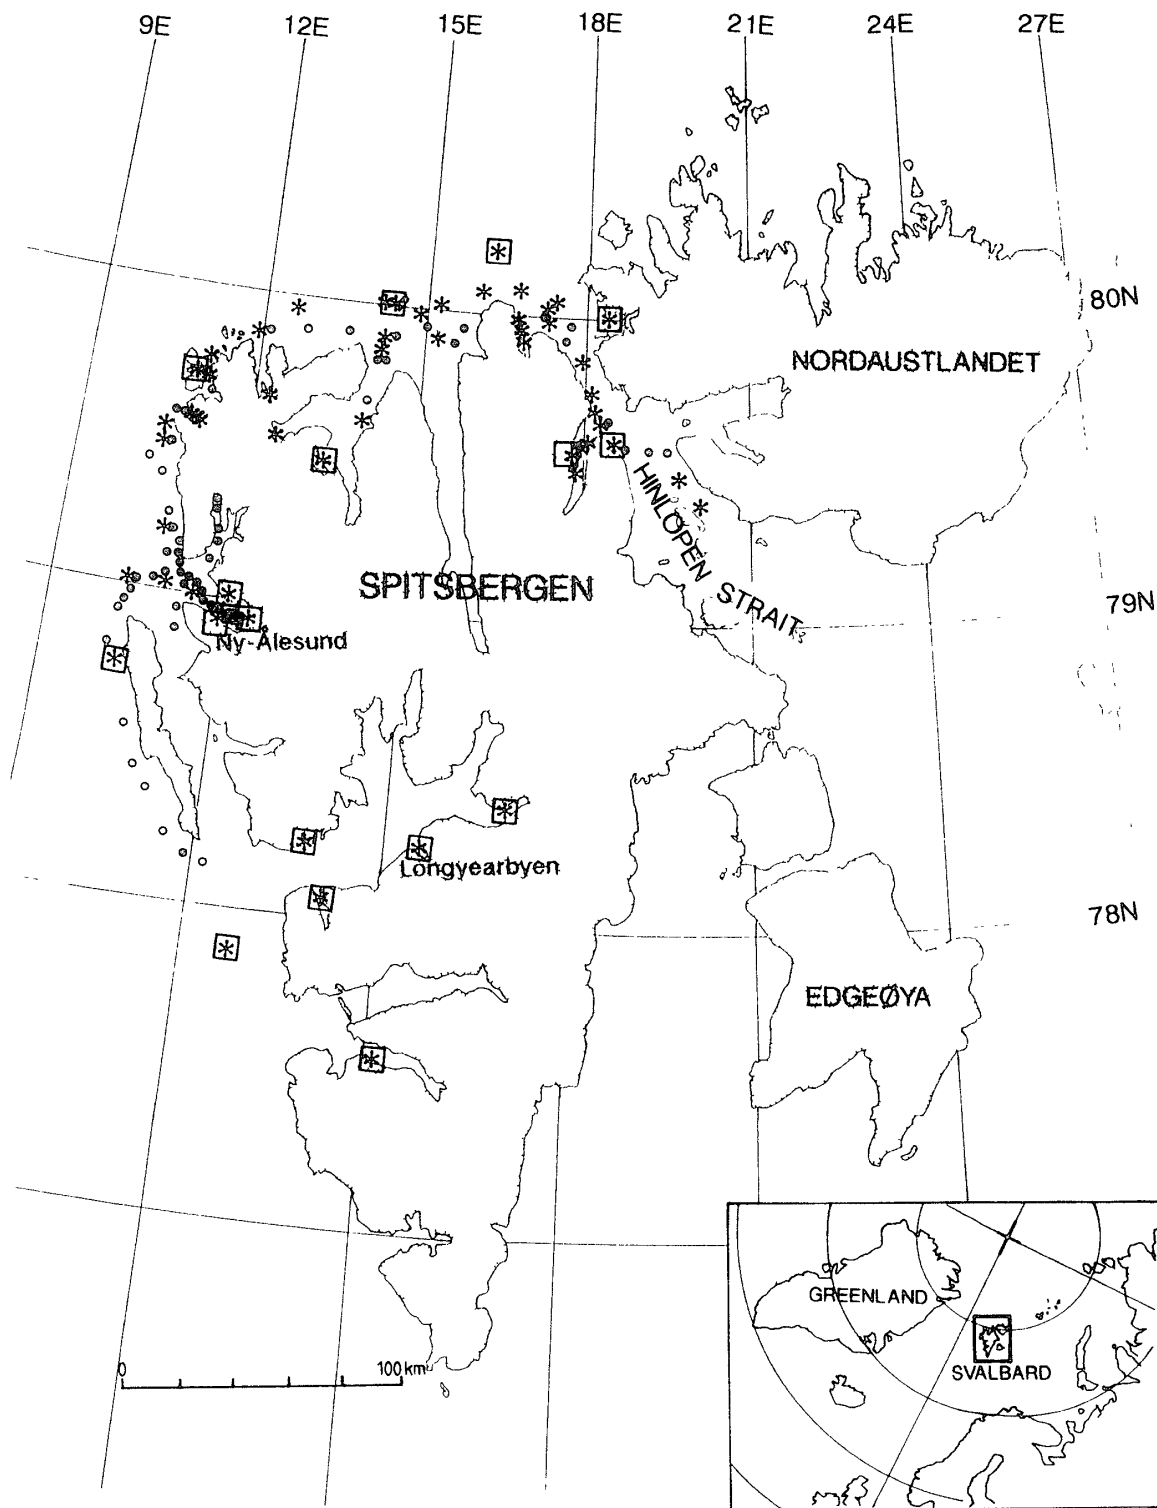 9E 12E 15E 18E 21E 24E 27E
80N
NORDAUSTLANDET
HINLOPEN STRAIT
SPITSBERGEN
79N
Ny-Ålesund
Longyearbyen
78N
EDGEØYA
GREENLAND
SVALBARD
0 100 km